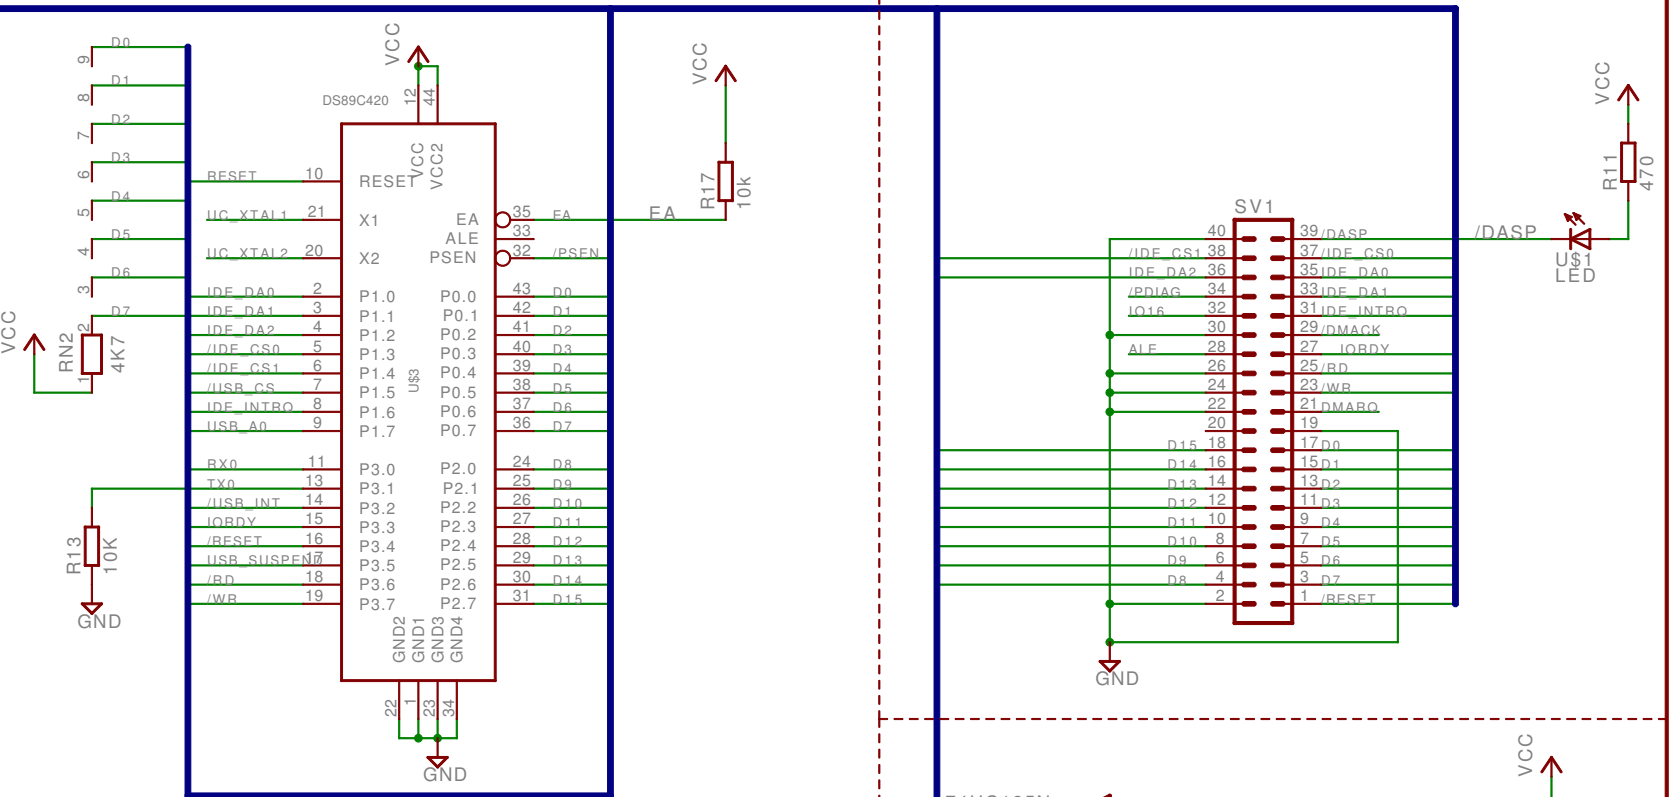 D0
9
D1
8
D2
7
D3
6
D4
5
D5
4
D6
3
D7
2
VCC
RN2
4K7
1
R13
10K
GND
VCC
DS89C420
12
44
VCC
VCC2
RESET 10 RESET
UC_XTAL1 21 X1
UC_XTAL2 20 X2
IDE_DA0 2 P1.0
IDE_DA1 3 P1.1
IDE_DA2 4 P1.2
/IDE_CS0 5 P1.3
/IDE_CS1 6 P1.4
/USB_CS 7 P1.5
IDE_INTRQ 8 P1.6
USB_A0 9 P1.7
RX0 11 P3.0
TX0 13 P3.1
/USB_INT 14 P3.2
IORDY 15 P3.3
/RESET 16 P3.4
USB_SUSPEND 17 P3.5
/RD 18 P3.6
/WR 19 P3.7
U$3
EA 35 EA EA
ALE 33
PSEN 32 /PSEN
P0.0 43 D0
P0.1 42 D1
P0.2 41 D2
P0.3 40 D3
P0.4 39 D4
P0.5 38 D5
P0.6 37 D6
P0.7 36 D7
P2.0 24 D8
P2.1 25 D9
P2.2 26 D10
P2.3 27 D11
P2.4 28 D12
P2.5 29 D13
P2.6 30 D14
P2.7 31 D15
GND2
GND1
GND3
GND4
22
1
23
34
GND
VCC
R17
10k
SV1
40 39 /DASP /DASP
/IDE_CS1 38 37 /IDE_CS0
IDE_DA2 36 35 IDE_DA0
/PDIAG 34 33 IDE_DA1
IO16 32 31 IDE_INTRQ
30 29 /DMACK
ALE 28 27 IORDY
26 25 /RD
24 23 /WR
22 21 DMARQ
20 19
D15 18 17 D0
D14 16 15 D1
D13 14 13 D2
D12 12 11 D3
D11 10 9 D4
D10 8 7 D5
D9 6 5 D6
D8 4 3 D7
2 1 /RESET
GND
VCC
R11
470
U$1
LED
VCC